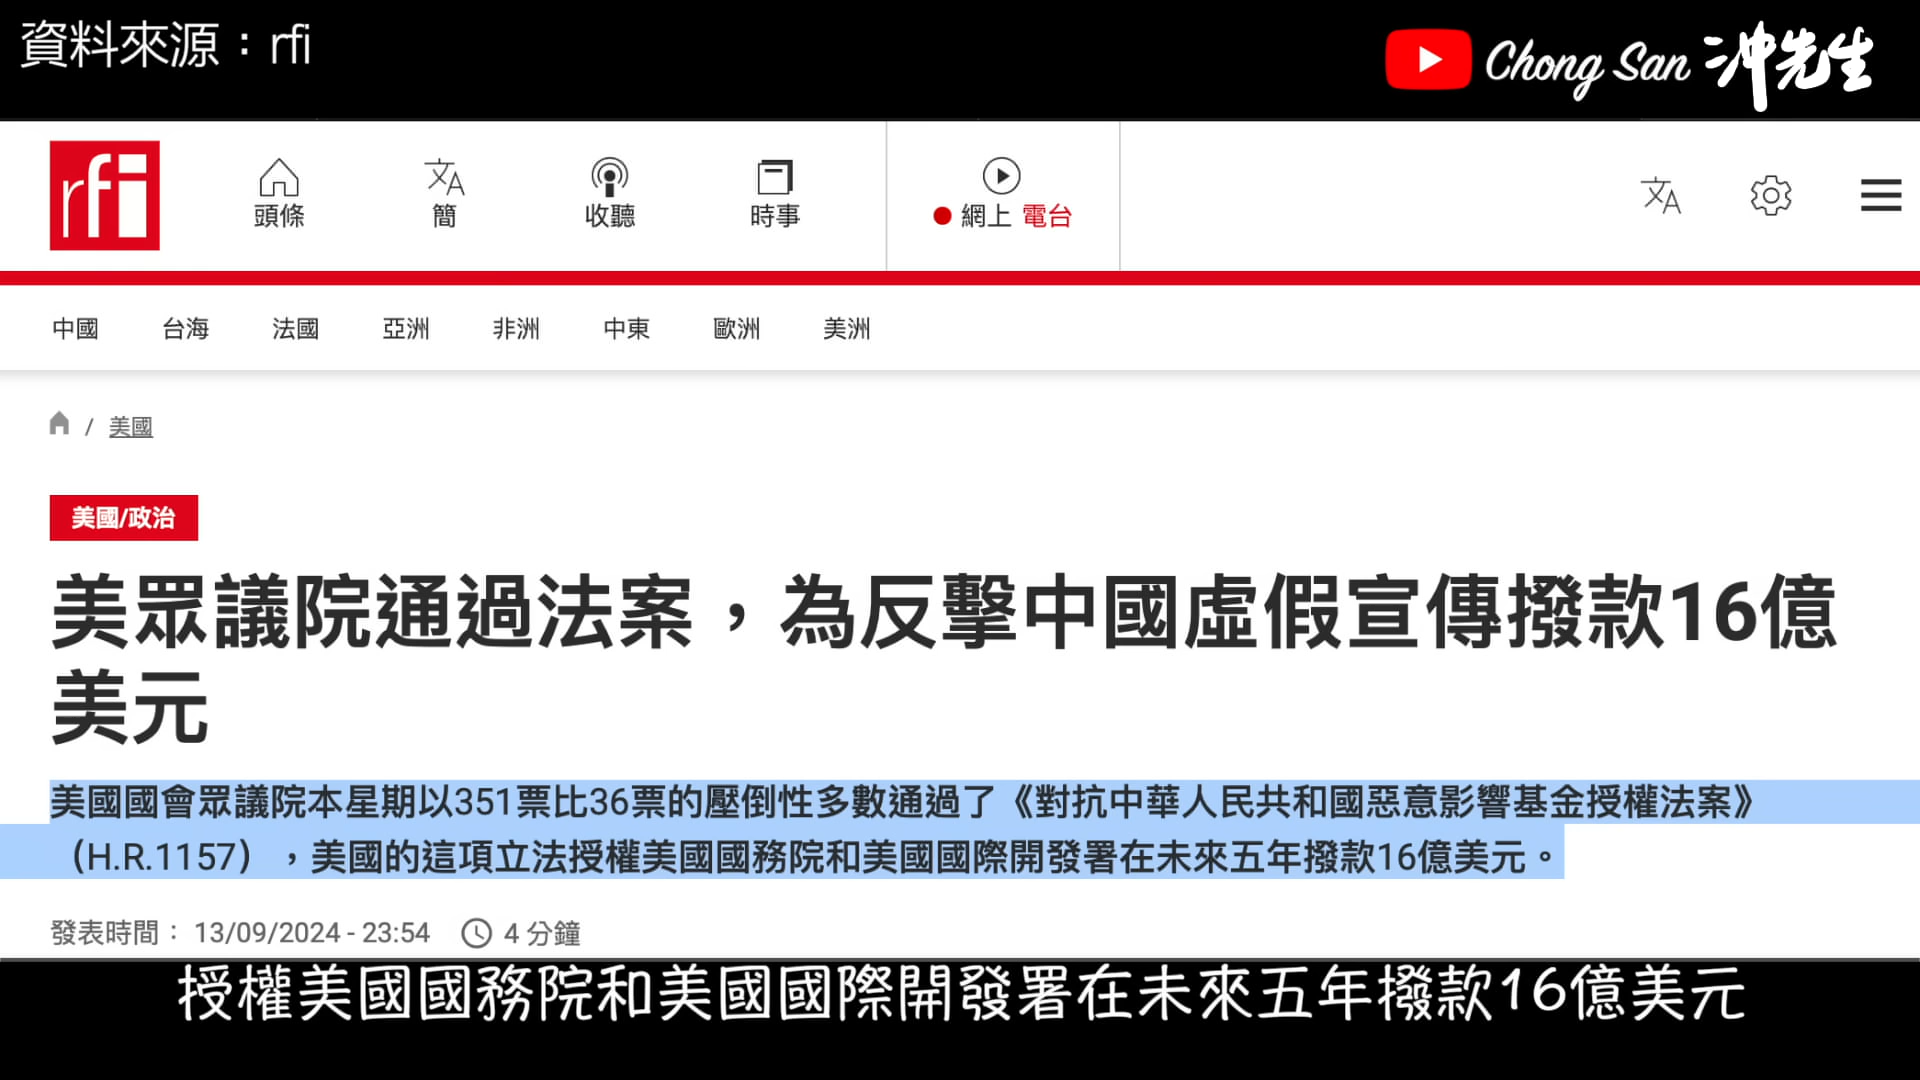 資料來源：rfi
Chong San 沖先生
rfi
頭條
簡
收聽
時事
網上 電台
中國
台海
法國
亞洲
非洲
中東
歐洲
美洲
/ 美國
美國/政治
美眾議院通過法案，為反擊中國虛假宣傳撥款16億
美元
美國國會眾議院本星期以351票比36票的壓倒性多數通過了《對抗中華人民共和國惡意影響基金授權法案》
（H.R.1157），美國的這項立法授權美國國務院和美國國際開發署在未來五年撥款16億美元。
發表時間： 13/09/2024 - 23:54 4 分鐘
授權美國國務院和美國國際開發署在未來五年撥款16億美元